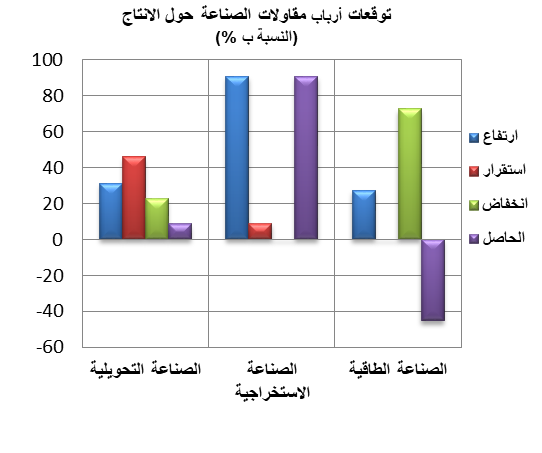 توقعات أرباب مقاولات الصناعة حول الانتاج
(النسبة ب %)
100
80
60
40
20
0
-20
-40
-60
ارتفاع
استقرار
انخفاض
الحاصل
الصناعة التحويلية
الصناعة
الاستخراجية
الصناعة الطاقية